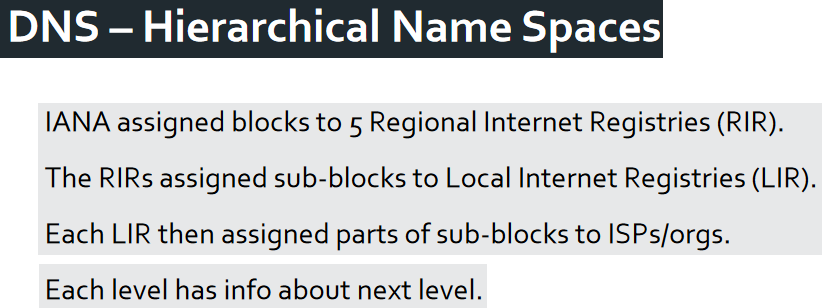 DNS – Hierarchical Name Spaces
IANA assigned blocks to 5 Regional Internet Registries (RIR).
The RIRs assigned sub-blocks to Local Internet Registries (LIR).
Each LIR then assigned parts of sub-blocks to ISPs/orgs.
Each level has info about next level.